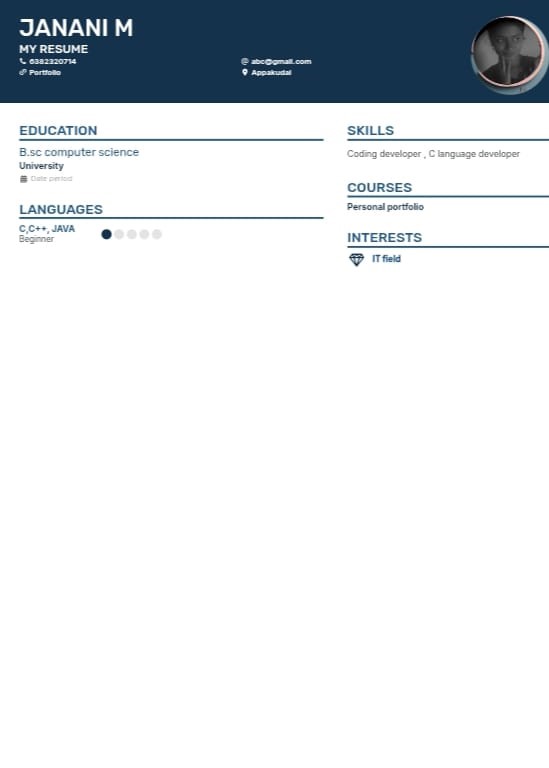 JANANI M
MY RESUME
6382320714
abc@gmail.com
Portfolio
Appakudal
EDUCATION
B.sc computer science
University
Date period
LANGUAGES
C,C++, JAVA
Beginner
SKILLS
Coding developer , C language developer
COURSES
Personal portfolio
INTERESTS
IT field